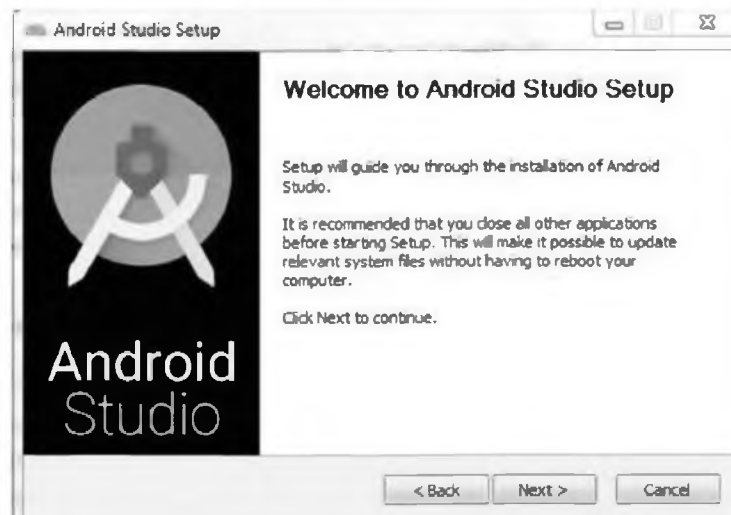 Android Studio Setup
Welcome to Android Studio Setup
Setup will guide you through the installation of Android
Studio.
It is recommended that you close all other applications
before starting Setup. This will make it possible to update
relevant system files without having to reboot your
computer.
Click Next to continue.
Android
Studio
< Back
Next >
Cancel